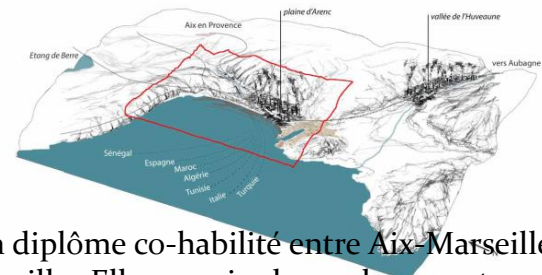 plaine d'Arenc
vallée de l'Huveaune
Aix en Provence
Etang de Berre
vers Aubagne
Sénégal
Espagne
Maroc
Algérie
Tunisie
Italie
Turquie
diplôme co-habilité entre Aix-Marseille